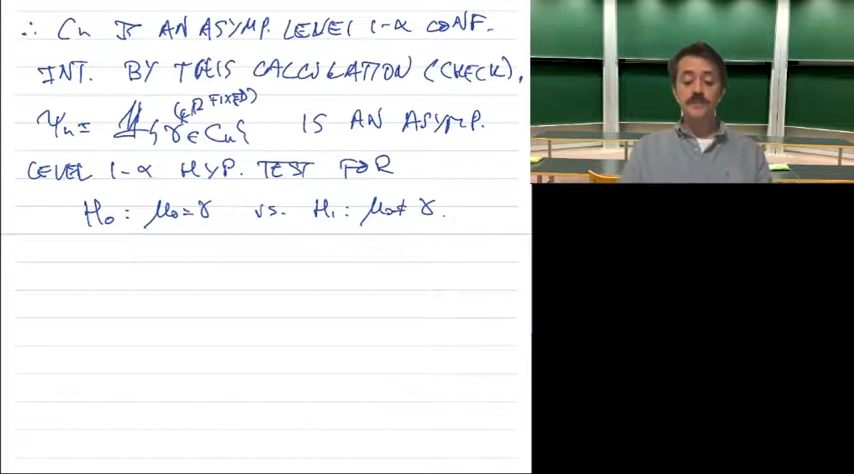 ∴ Cn IS AN ASYMP. LEVEL 1-α CONF.
INT. BY THIS CALCULATION (CHECK),
(∈ℝ FIXED)
Ψn = 𝟙{γ ∈ Cn} IS AN ASYMP.
LEVEL 1-α HYP. TEST FOR
H₀: μ₀=γ vs. H₁: μ₀≠γ.